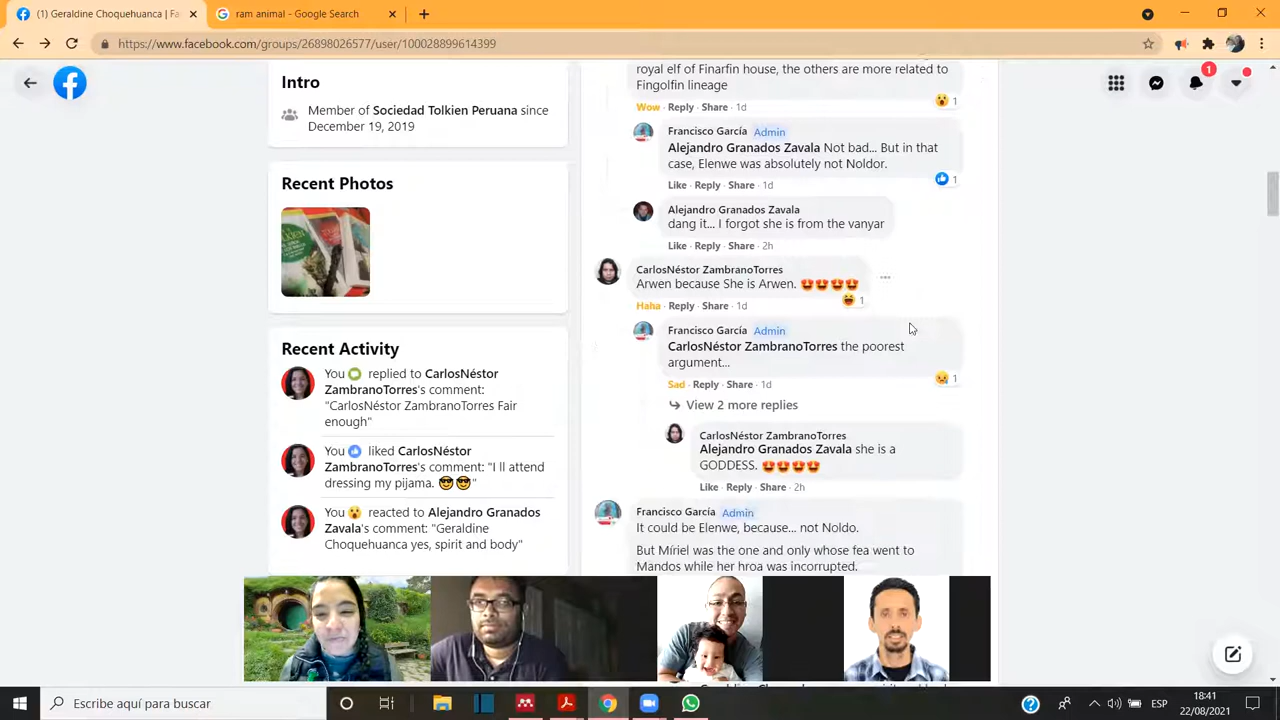 (1) Geraldine Choquehuanca | Fa
ram animal - Google Search
https://www.facebook.com/groups/26898026577/user/100028899614399
1
Intro
Member of Sociedad Tolkien Peruana since
December 19, 2019
Recent Photos
Recent Activity
You replied to CarlosNéstor
ZambranoTorres's comment:
"CarlosNéstor ZambranoTorres Fair
enough"
You liked CarlosNéstor
ZambranoTorres's comment: "I ll attend
dressing my pijama. 😎😎"
You reacted to Alejandro Granados
Zavala's comment: "Geraldine
Choquehuanca yes, spirit and body"
royal elf of Finarfin house, the others are more related to
Fingolfin lineage
Wow · Reply · Share · 1d
1
Francisco García Admin
Alejandro Granados Zavala Not bad... But in that
case, Elenwe was absolutely not Noldor.
Like · Reply · Share · 1d
1
Alejandro Granados Zavala
dang it... I forgot she is from the vanyar
Like · Reply · Share · 2h
CarlosNéstor ZambranoTorres
Arwen because She is Arwen. 😍😍😍😍
Haha · Reply · Share · 1d
1
Francisco García Admin
CarlosNéstor ZambranoTorres the poorest
argument...
Sad · Reply · Share · 1d
1
View 2 more replies
CarlosNéstor ZambranoTorres
Alejandro Granados Zavala she is a
GODDESS. 😍😍😍😍
Like · Reply · Share · 2h
Francisco García Admin
It could be Elenwe, because... not Noldo.
But Míriel was the one and only whose fea went to
Mandos while her hroa was incorrupted.
Escribe aquí para buscar
ESP
18:41
22/08/2021